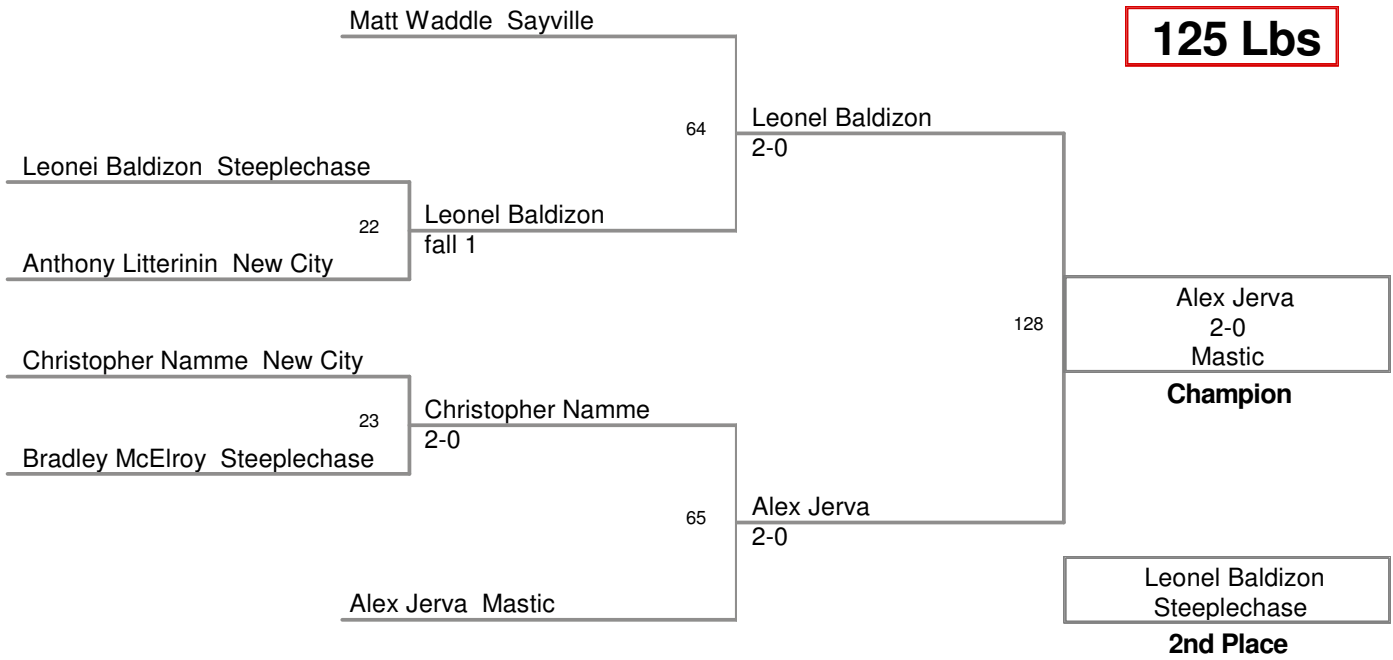 Matt Waddle  Sayville
125 Lbs
64
Leonel Baldizon
2-0
Leonei Baldizon  Steeplechase
22
Leonel Baldizon
fall 1
Anthony Litterinin  New City
128
Alex Jerva
2-0
Mastic
Champion
Christopher Namme  New City
23
Christopher Namme
2-0
Bradley McElroy  Steeplechase
65
Alex Jerva
2-0
Alex Jerva  Mastic
Leonel Baldizon
Steeplechase
2nd Place